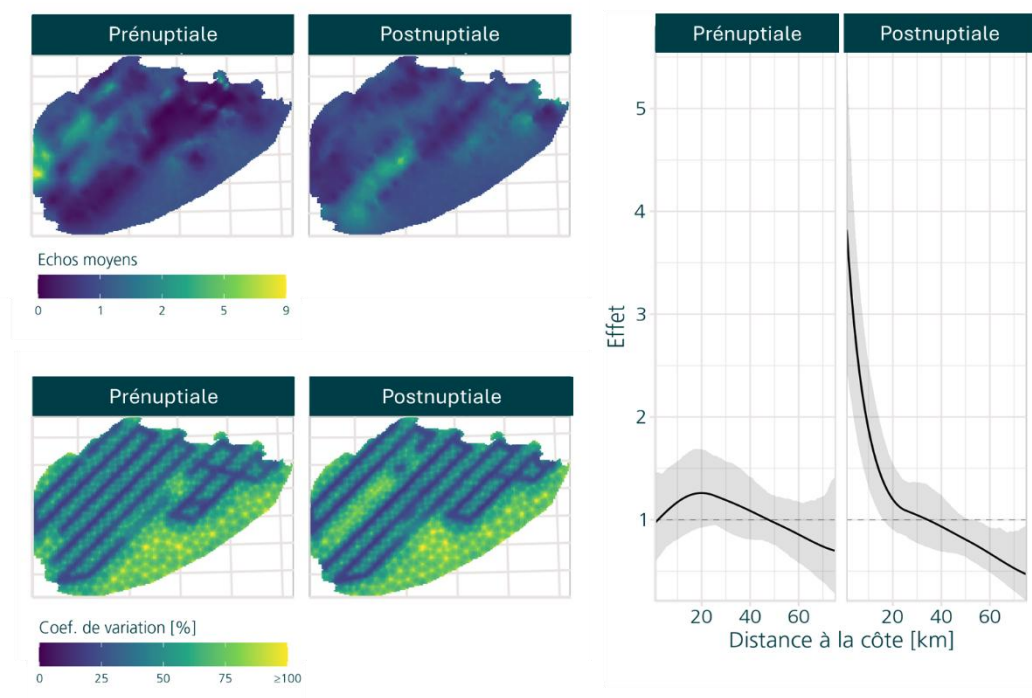 Prénuptiale
Postnuptiale
Echos moyens
0 1 2 5 9
Prénuptiale
Postnuptiale
Coef. de variation [%]
0 25 50 75 ≥100
Prénuptiale
Postnuptiale
Effet
5
4
3
2
1
20 40 60
20 40 60
Distance à la côte [km]